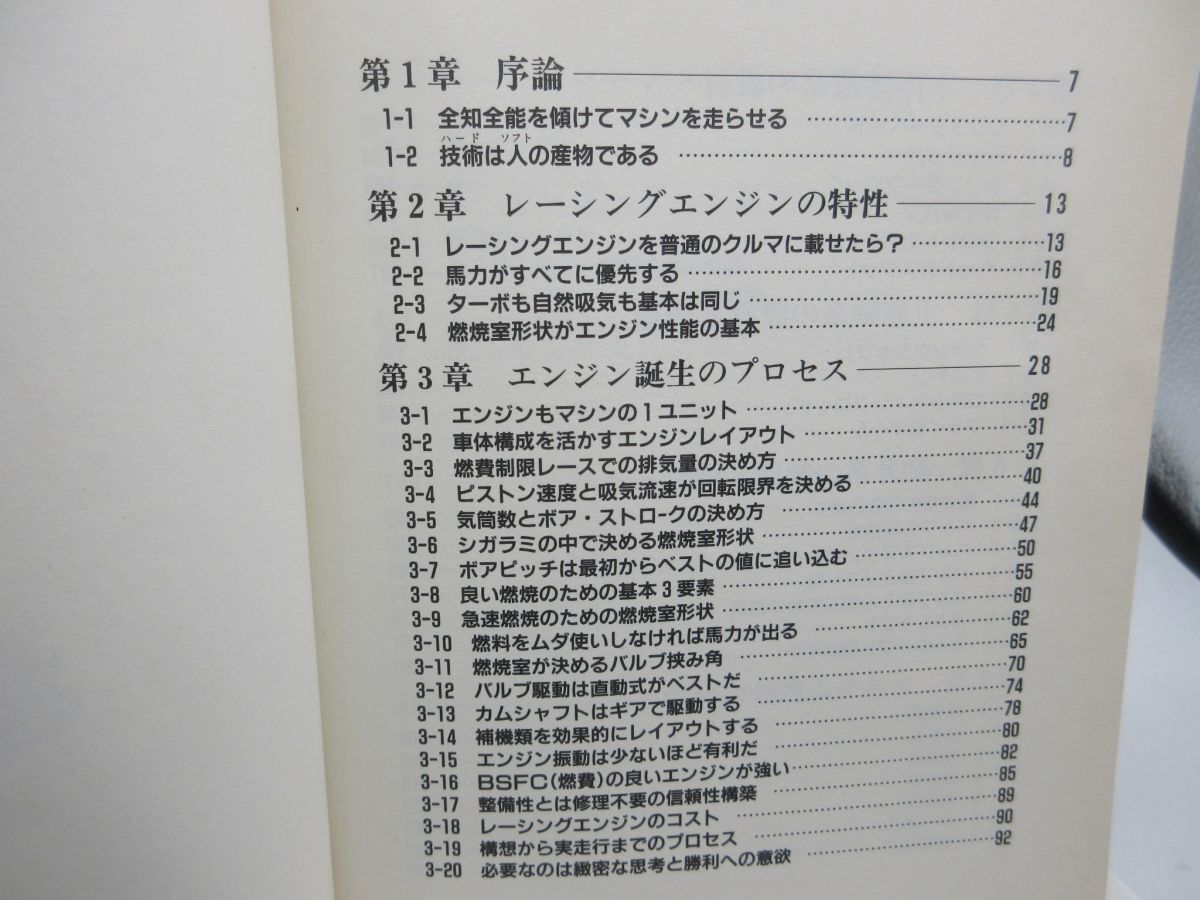 第1章 序論 7
1-1 全知全能を傾けてマシンを走らせる 7
ハード ソフト
1-2 技術は人の産物である 8
第2章 レーシングエンジンの特性 13
2-1 レーシングエンジンを普通のクルマに載せたら？ 13
2-2 馬力がすべてに優先する 16
2-3 ターボも自然吸気も基本は同じ 19
2-4 燃焼室形状がエンジン性能の基本 24
第3章 エンジン誕生のプロセス 28
3-1 エンジンもマシンの1ユニット 28
3-2 車体構成を活かすエンジンレイアウト 31
3-3 燃費制限レースでの排気量の決め方 37
3-4 ピストン速度と吸気流速が回転限界を決める 40
3-5 気筒数とボア・ストロークの決め方 44
3-6 シガラミの中で決める燃焼室形状 47
3-7 ボアピッチは最初からベストの値に追い込む 50
3-8 良い燃焼のための基本3要素 55
3-9 急速燃焼のための燃焼室形状 60
3-10 燃料をムダ使いしなければ馬力が出る 62
3-11 燃焼室が決めるバルブ挟み角 65
3-12 バルブ駆動は直動式がベストだ 70
3-13 カムシャフトはギアで駆動する 74
3-14 補機類を効果的にレイアウトする 78
3-15 エンジン振動は少ないほど有利だ 80
3-16 BSFC(燃費)の良いエンジンが強い 82
3-17 整備性とは修理不要の信頼性構築 85
3-18 レーシングエンジンのコスト 89
3-19 構想から実走行までのプロセス 90
3-20 必要なのは緻密な思考と勝利への意欲 92